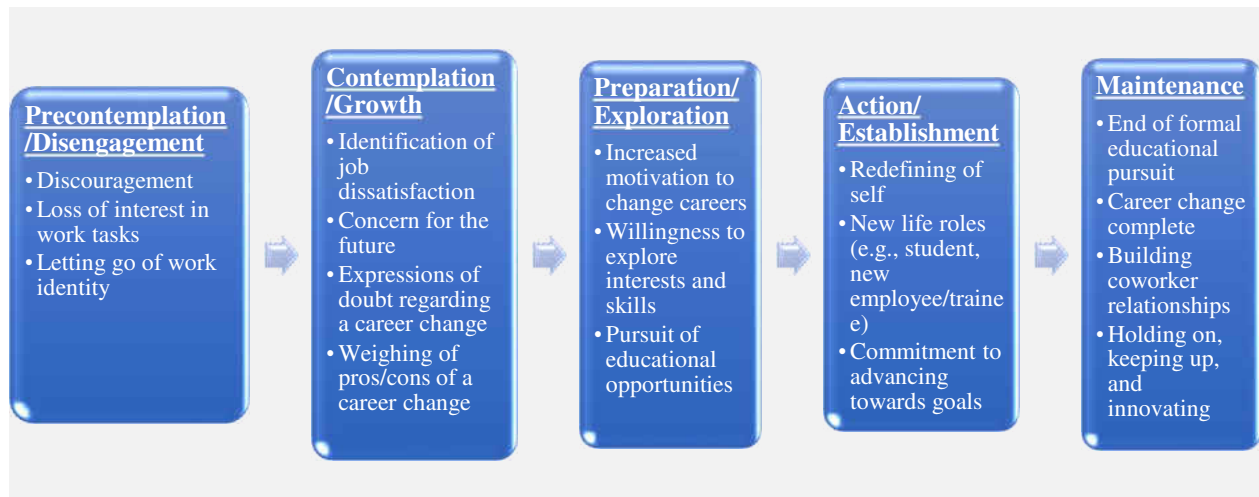 Precontemplation
/Disengagement
• Discouragement
• Loss of interest in
work tasks
• Letting go of work
identity
Contemplation
/Growth
• Identification of
job
dissatisfaction
• Concern for the
future
• Expressions of
doubt regarding
a career change
• Weighing of
pros/cons of a
career change
Preparation/
Exploration
• Increased
motivation to
change careers
• Willingness to
explore
interests and
skills
• Pursuit of
educational
opportunities
Action/
Establishment
• Redefining of
self
• New life roles
(e.g., student,
new
employee/traine
e)
• Commitment to
advancing
towards goals
Maintenance
• End of formal
educational
pursuit
• Career change
complete
• Building
coworker
relationships
• Holding on,
keeping up,
and
innovating